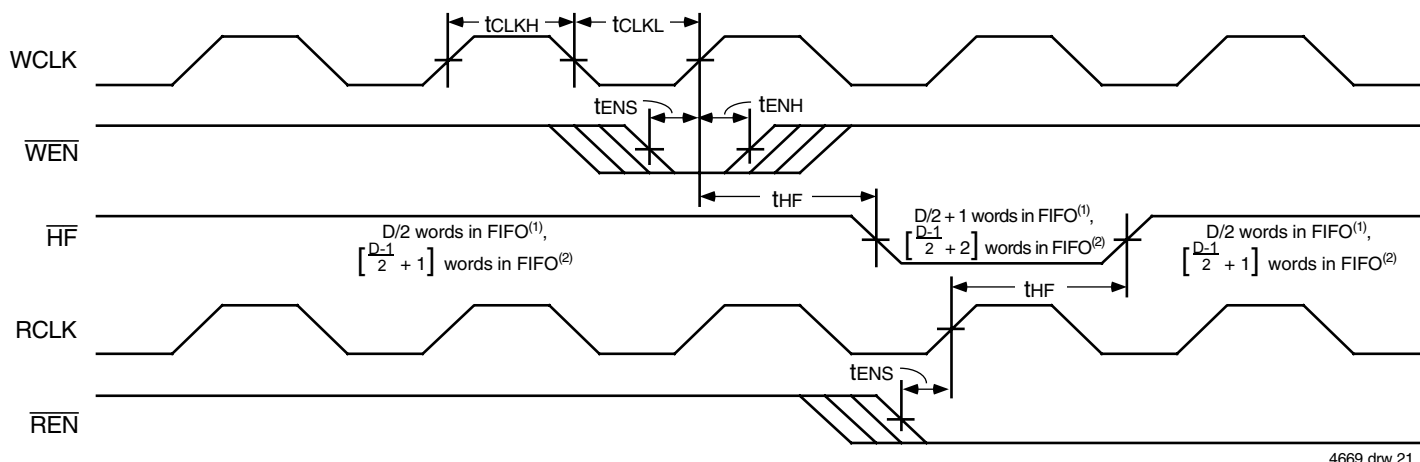 tCLKH tCLKL
WCLK
tENS tENH
WEN
tHF
HF
D/2 words in FIFO(1),
[D-1/2 + 1] words in FIFO(2)
D/2 + 1 words in FIFO(1),
[D-1/2 + 2] words in FIFO(2)
D/2 words in FIFO(1),
[D-1/2 + 1] words in FIFO(2)
tHF
RCLK
tENS
REN
4669 drw 21